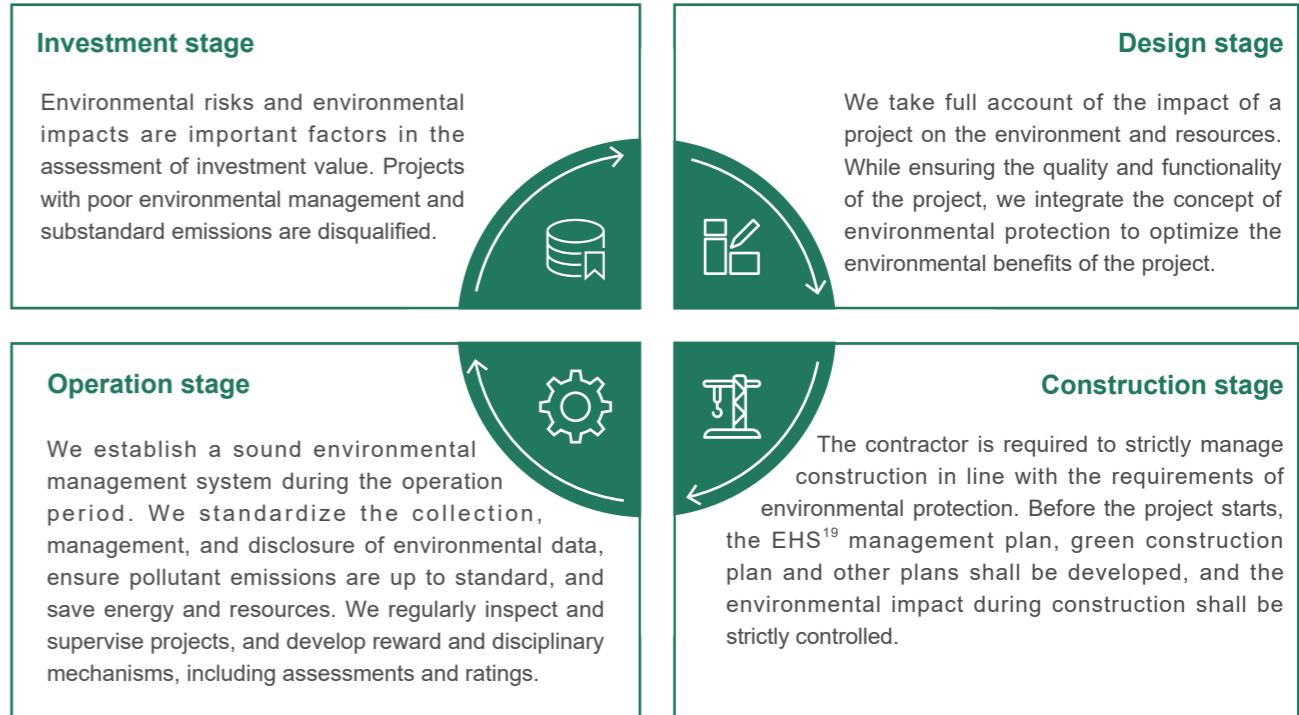 Investment stage
Environmental risks and environmental
impacts are important factors in the
assessment of investment value. Projects
with poor environmental management and
substandard emissions are disqualified.
Design stage
We take full account of the impact of a
project on the environment and resources.
While ensuring the quality and functionality
of the project, we integrate the concept of
environmental protection to optimize the
environmental benefits of the project.
Operation stage
We establish a sound environmental
management system during the operation
period. We standardize the collection,
management, and disclosure of environmental data,
ensure pollutant emissions are up to standard, and
save energy and resources. We regularly inspect and
supervise projects, and develop reward and disciplinary
mechanisms, including assessments and ratings.
Construction stage
The contractor is required to strictly manage
construction in line with the requirements of
environmental protection. Before the project starts,
the EHS19 management plan, green construction
plan and other plans shall be developed, and the
environmental impact during construction shall be
strictly controlled.